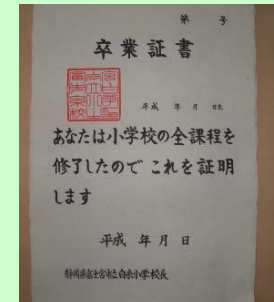 第 号
卒業証書
平成 年 月 日生
あなたは小学校の全課程を
修了したので これを証明
します
平成 年 月 日
静岡県富士宮市立白糸小学校長